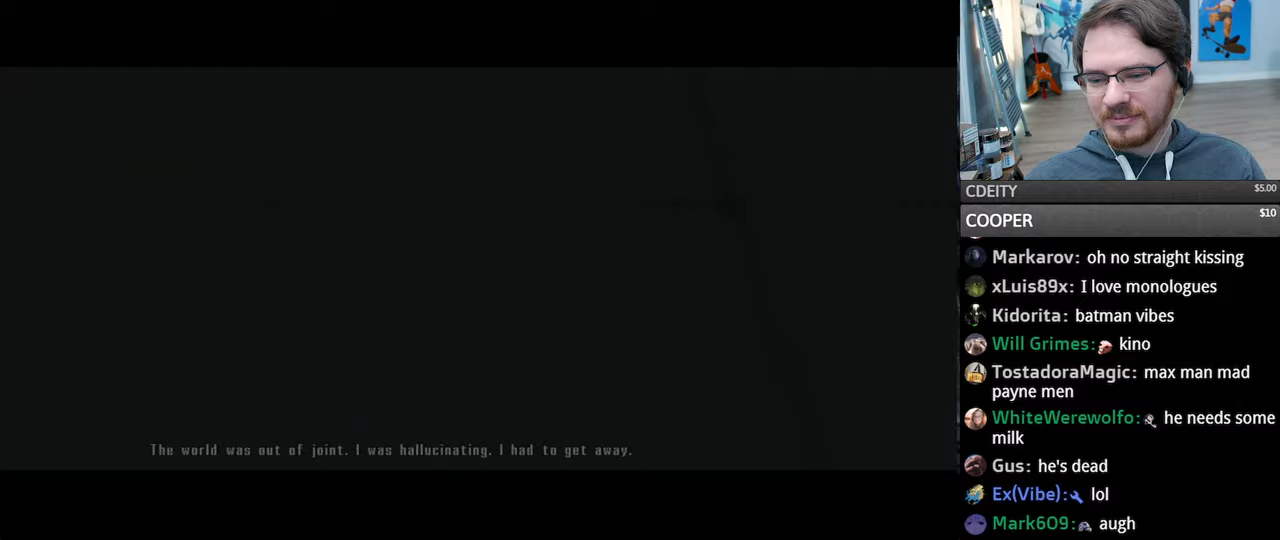 The world was out of joint. I was hallucinating. I had to get away.
CDEITY $5.00
COOPER $10
Markarov: oh no straight kissing
xLuis89x: I love monologues
Kidorita: batman vibes
Will Grimes: kino
TostadoraMagic: max man mad
payne men
WhiteWerewolfo: he needs some
milk
Gus: he's dead
Ex(Vibe): lol
Mark609: augh